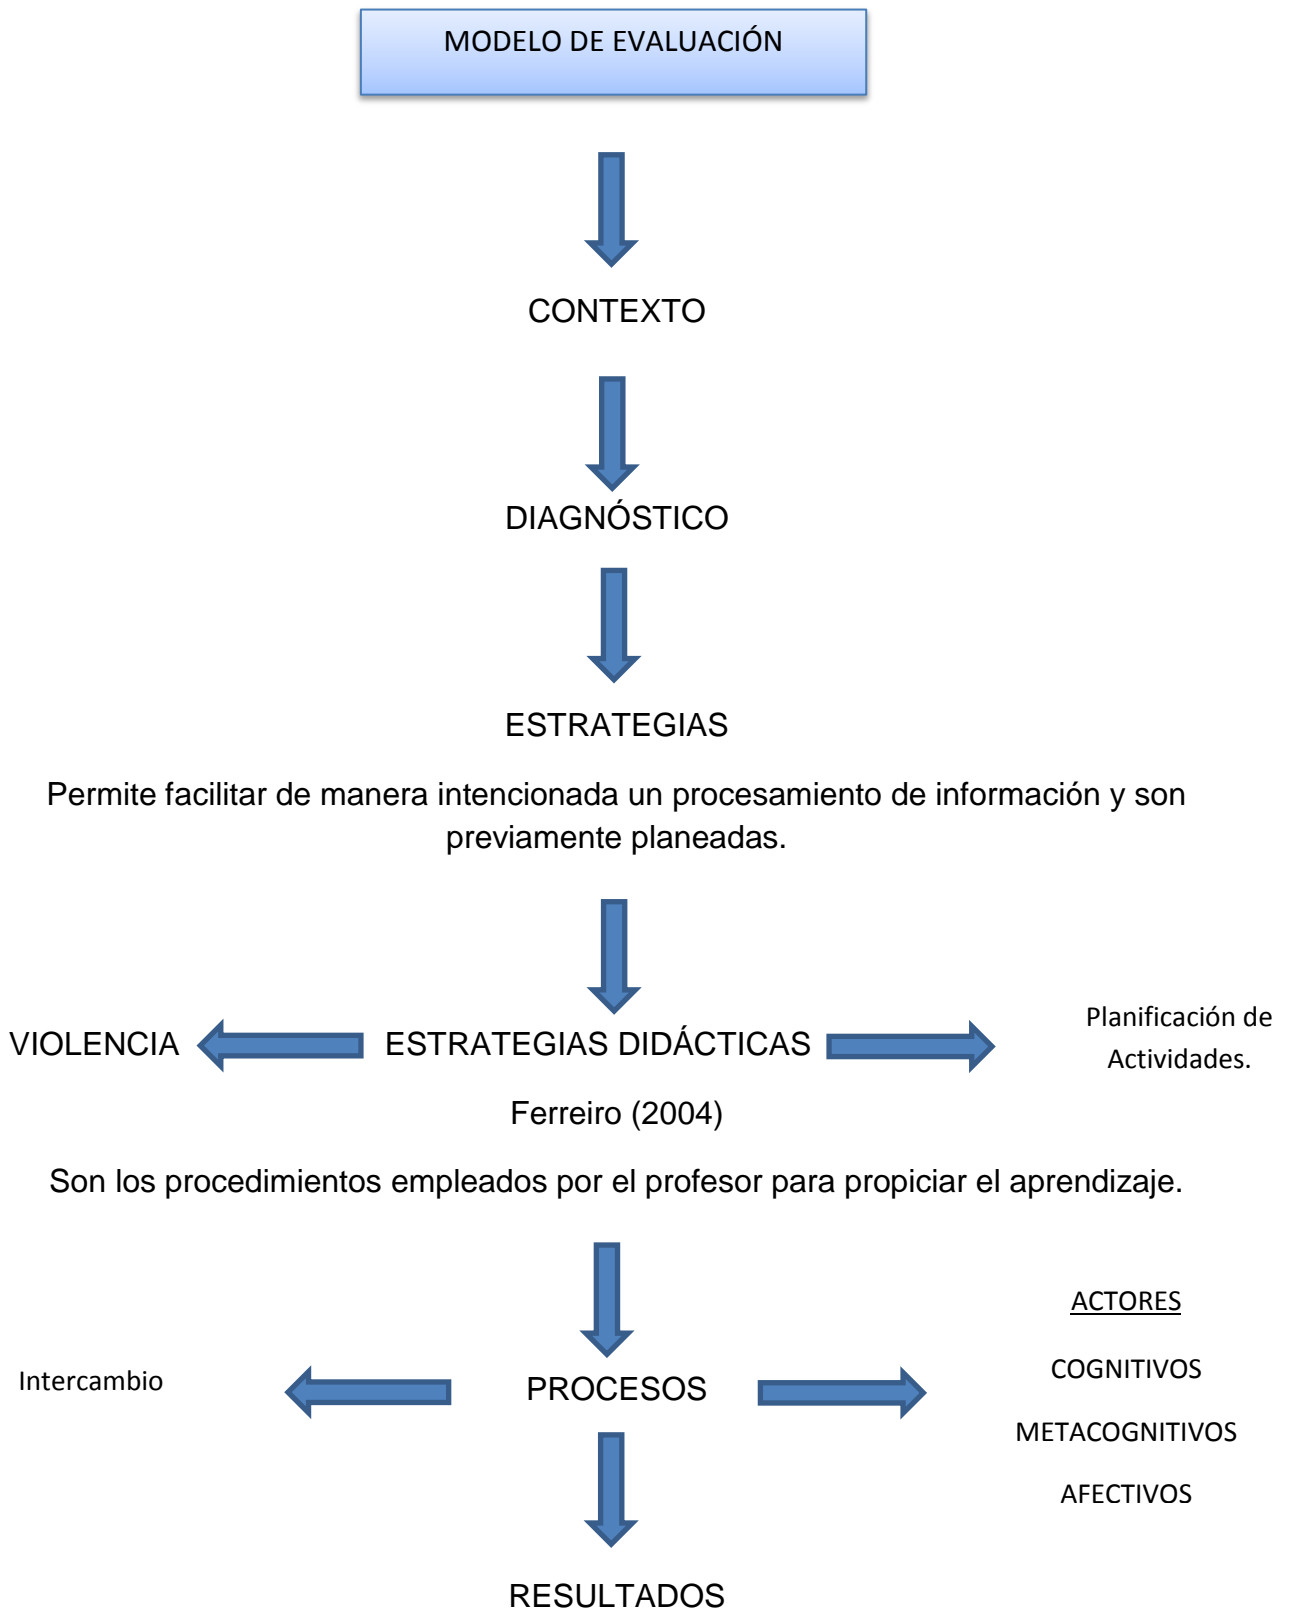 MODELO DE EVALUACIÓN
CONTEXTO
DIAGNÓSTICO
ESTRATEGIAS
Permite facilitar de manera intencionada un procesamiento de información y son
previamente planeadas.
VIOLENCIA
ESTRATEGIAS DIDÁCTICAS
Planificación de
Actividades.
Ferreiro (2004)
Son los procedimientos empleados por el profesor para propiciar el aprendizaje.
Intercambio
PROCESOS
ACTORES
COGNITIVOS
METACOGNITIVOS
AFECTIVOS
RESULTADOS